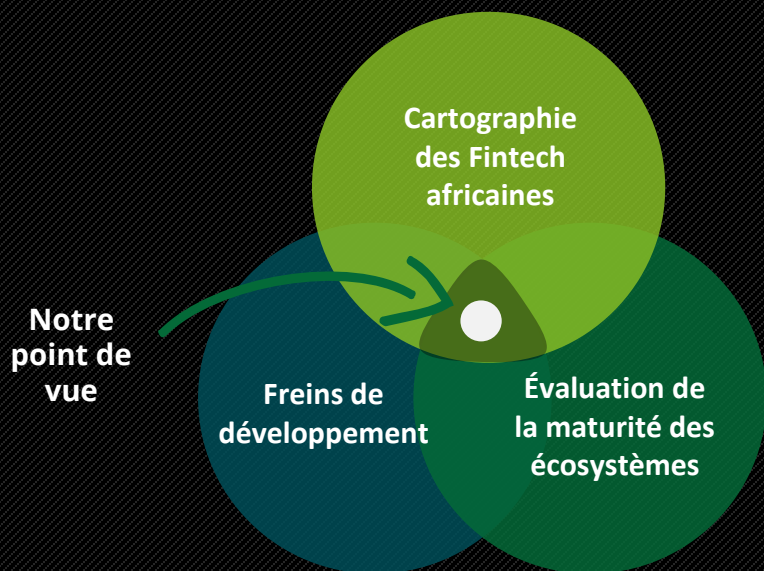 Cartographie
des Fintech
africaines
Notre
point de
vue
Freins de
développement
Évaluation de
la maturité des
écosystèmes